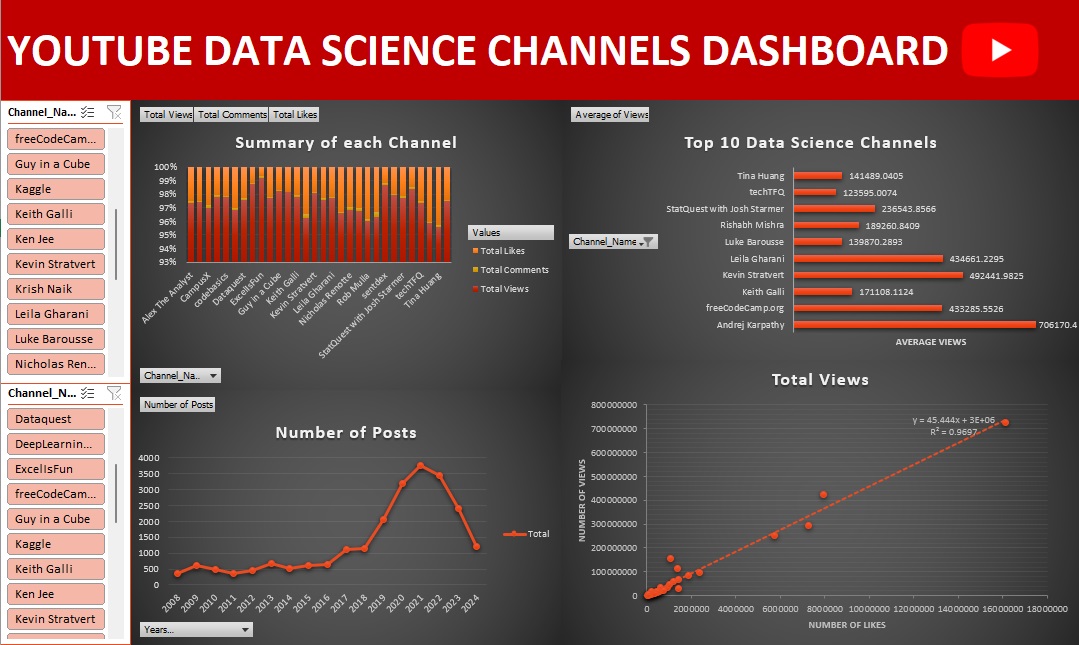 YOUTUBE DATA SCIENCE CHANNELS DASHBOARD
Channel_Na...
freeCodeCam...
Guy in a Cube
Kaggle
Keith Galli
Ken Jee
Kevin Stratvert
Krish Naik
Leila Gharani
Luke Barousse
Nicholas Ren...
Channel_N...
Dataquest
DeepLearnin...
ExcelIsFun
freeCodeCam...
Guy in a Cube
Kaggle
Keith Galli
Ken Jee
Kevin Stratvert
Total Views Total Comments Total Likes
Summary of each Channel
100%
99%
98%
97%
96%
95%
94%
93%
Alex The Analyst
CampusX
codebasics
Dataquest
ExcelIsFun
Guy in a Cube
Keith Galli
Kevin Stratvert
Leila Gharani
Nicholas Renotte
Rob Mulla
sentdex
StatQuest with Josh Starmer
techTFQ
Tina Huang
Values
Total Likes
Total Comments
Total Views
Channel_Na..
Average of Views
Top 10 Data Science Channels
Channel_Name
Tina Huang 141489.0405
techTFQ 123595.0074
StatQuest with Josh Starmer 236543.8566
Rishabh Mishra 189260.8409
Luke Barousse 139870.2893
Leila Gharani 434661.2295
Kevin Stratvert 492441.9825
Keith Galli 171108.1124
freeCodeCamp.org 433285.5526
Andrej Karpathy 706170.4
AVERAGE VIEWS
Number of Posts
Number of Posts
4000
3500
3000
2500
2000
1500
1000
500
0
2008 2009 2010 2011 2012 2013 2014 2015 2016 2017 2018 2019 2020 2021 2022 2023 2024
Total
Years...
Total Views
NUMBER OF VIEWS
800000000
700000000
600000000
500000000
400000000
300000000
200000000
100000000
0
y = 45.444x + 3E+06
R² = 0.9697
0 2000000 4000000 6000000 8000000 10000000 12000000 14000000 16000000 18000000
NUMBER OF LIKES